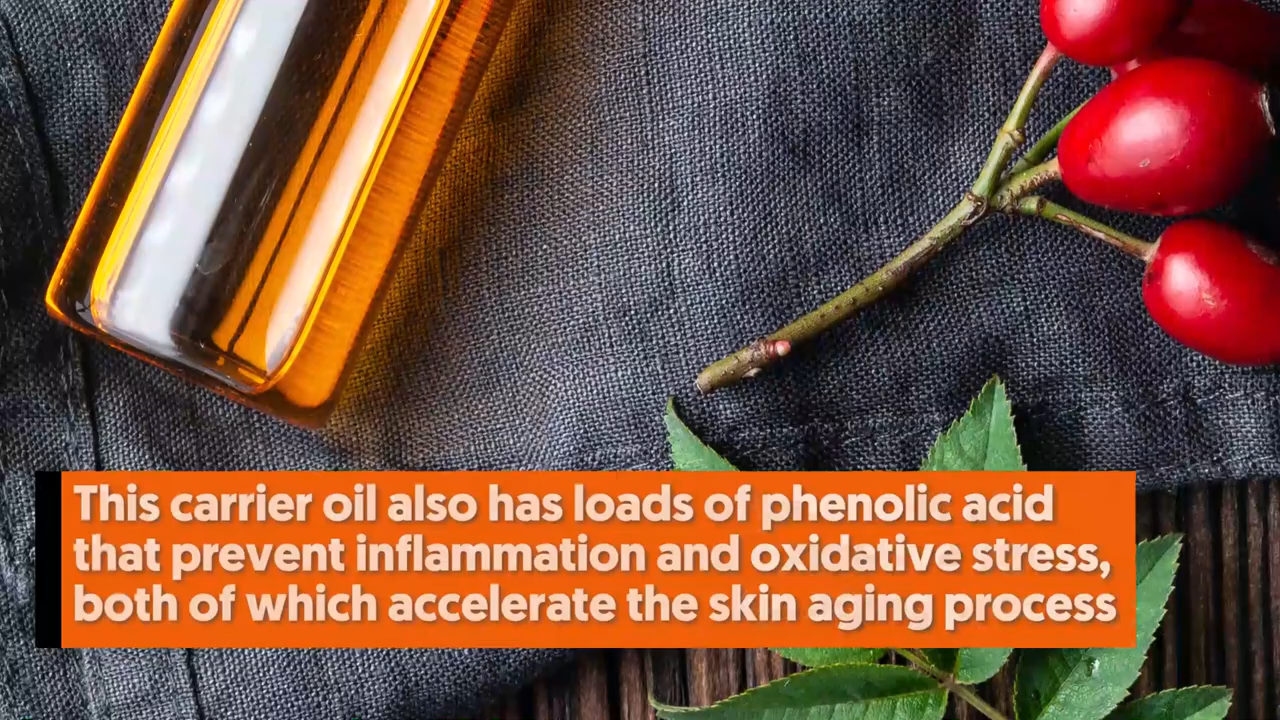 This carrier oil also has loads of phenolic acid
that prevent inflammation and oxidative stress,
both of which accelerate the skin aging process